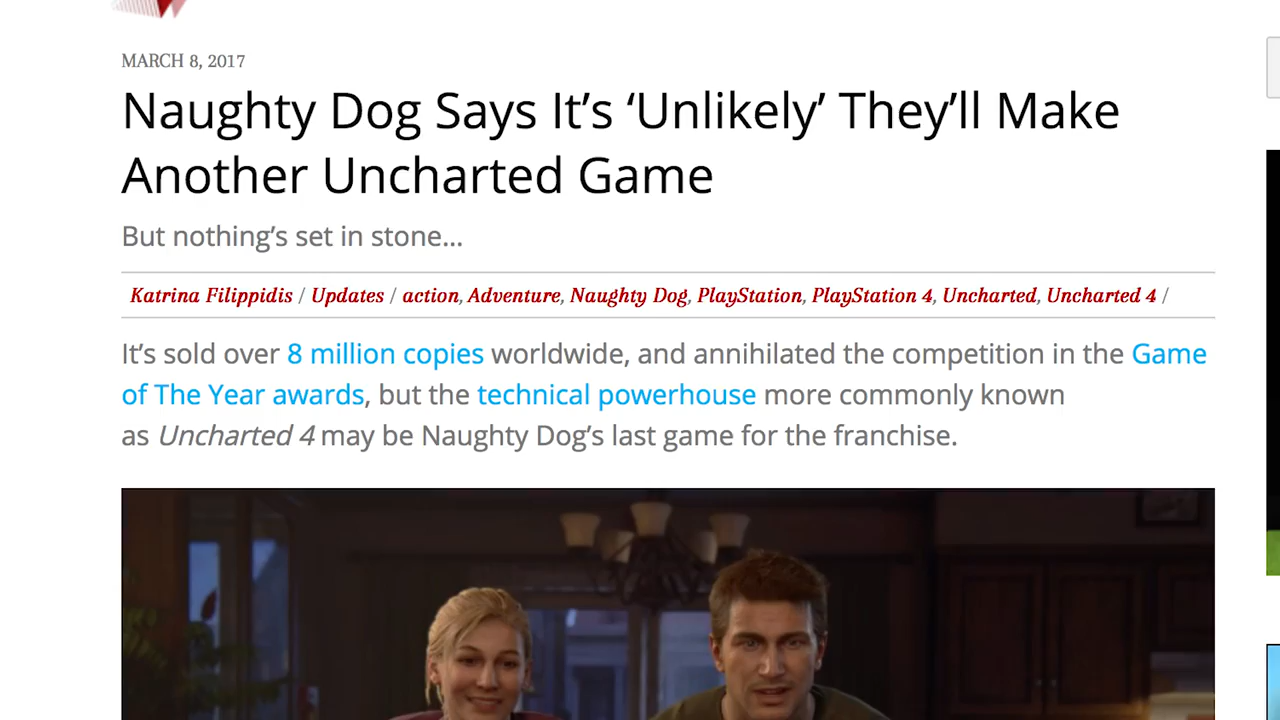 MARCH 8, 2017
Naughty Dog Says It’s ‘Unlikely’ They’ll Make
Another Uncharted Game
But nothing’s set in stone...
Katrina Filippidis / Updates / action, Adventure, Naughty Dog, PlayStation, PlayStation 4, Uncharted, Uncharted 4 /
It’s sold over 8 million copies worldwide, and annihilated the competition in the Game
of The Year awards, but the technical powerhouse more commonly known
as Uncharted 4 may be Naughty Dog’s last game for the franchise.